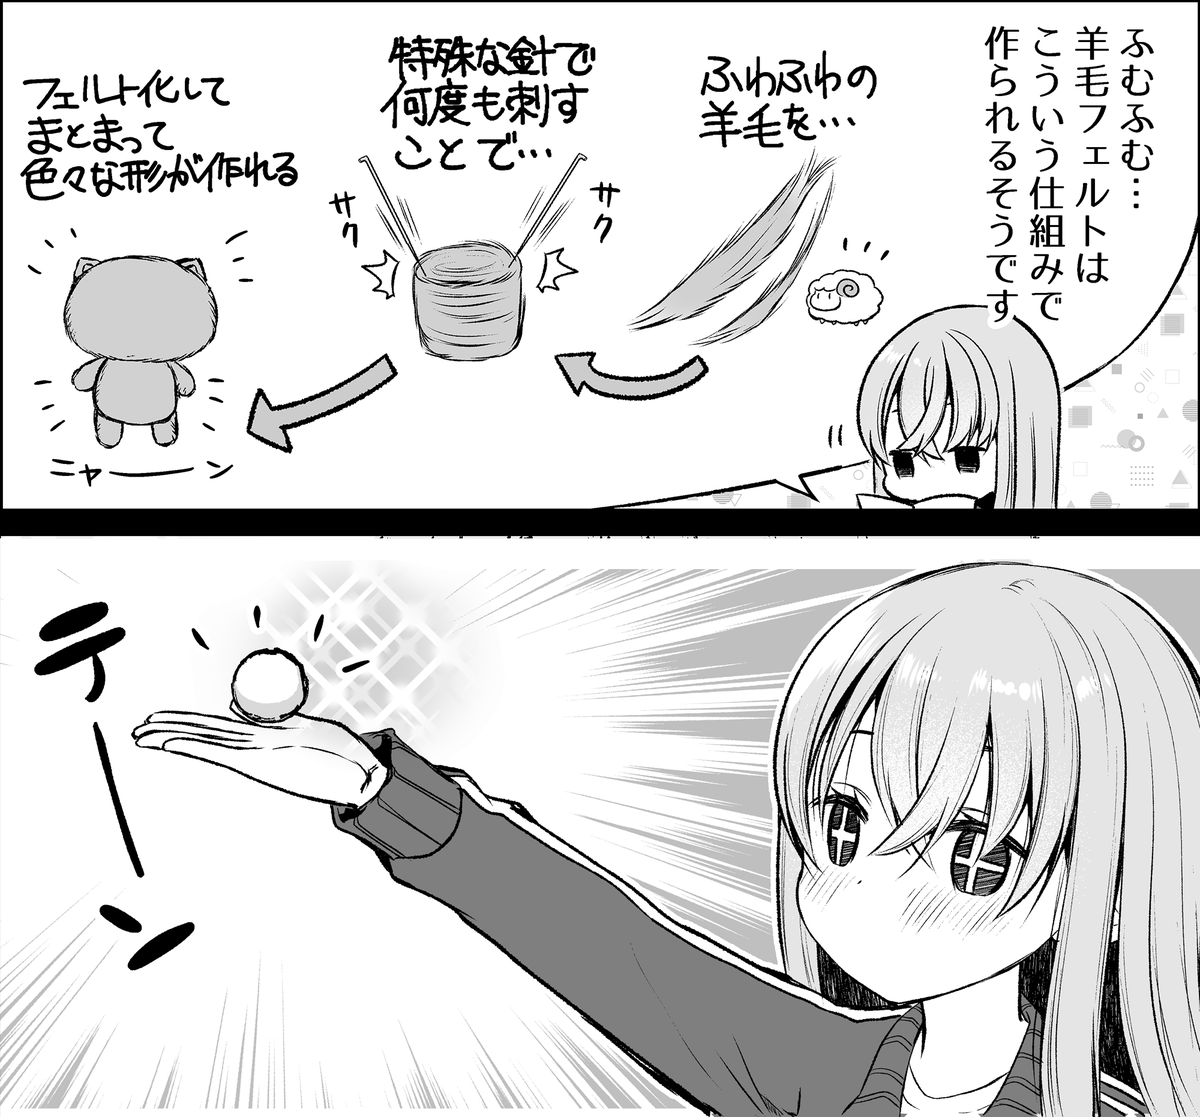 ふむふむ…
羊毛フェルトは
こういう仕組みで
作られるそうです
ふわふわの
羊毛を…
特殊な針で
何度も刺す
ことで…
サク
サク
フェルト化して
まとまって
色々な形が作れる
ニャーン
テーン